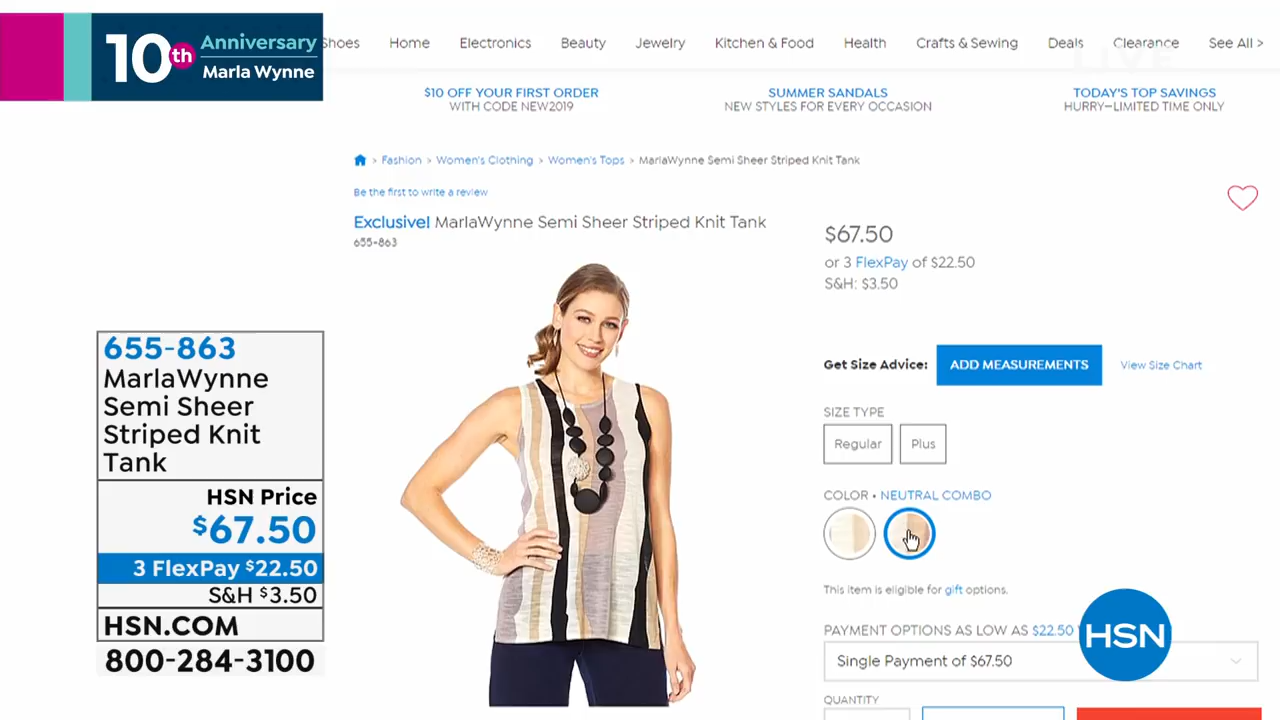 10th Anniversary
Marla Wynne
Shoes Home Electronics Beauty Jewelry Kitchen & Food Health Crafts & Sewing Deals Clearance See All >
LIVE
$10 OFF YOUR FIRST ORDER
WITH CODE NEW2019
SUMMER SANDALS
NEW STYLES FOR EVERY OCCASION
TODAY'S TOP SAVINGS
HURRY—LIMITED TIME ONLY
> Fashion > Women's Clothing > Women's Tops > MarlaWynne Semi Sheer Striped Knit Tank
Be the first to write a review
Exclusive! MarlaWynne Semi Sheer Striped Knit Tank
655-863
$67.50
or 3 FlexPay of $22.50
S&H: $3.50
Get Size Advice: ADD MEASUREMENTS View Size Chart
SIZE TYPE
Regular Plus
COLOR • NEUTRAL COMBO
This item is eligible for gift options.
PAYMENT OPTIONS AS LOW AS $22.50
Single Payment of $67.50
QUANTITY
655-863
MarlaWynne
Semi Sheer
Striped Knit
Tank
HSN Price
$67.50
3 FlexPay $22.50
S&H $3.50
HSN.COM
800-284-3100
HSN